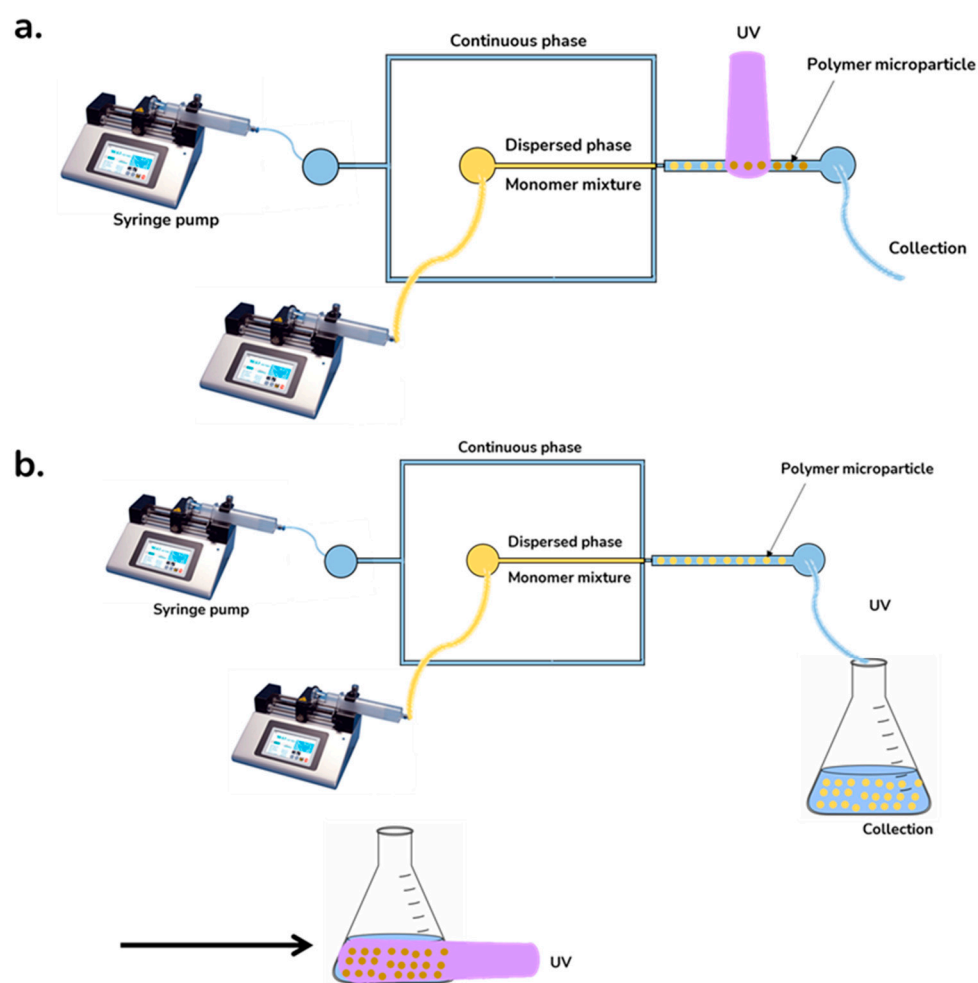 a.
Continuous phase
UV
Polymer microparticle
Dispersed phase
Monomer mixture
Syringe pump
Collection
b.
Continuous phase
Polymer microparticle
Dispersed phase
Monomer mixture
Syringe pump
UV
Collection
UV